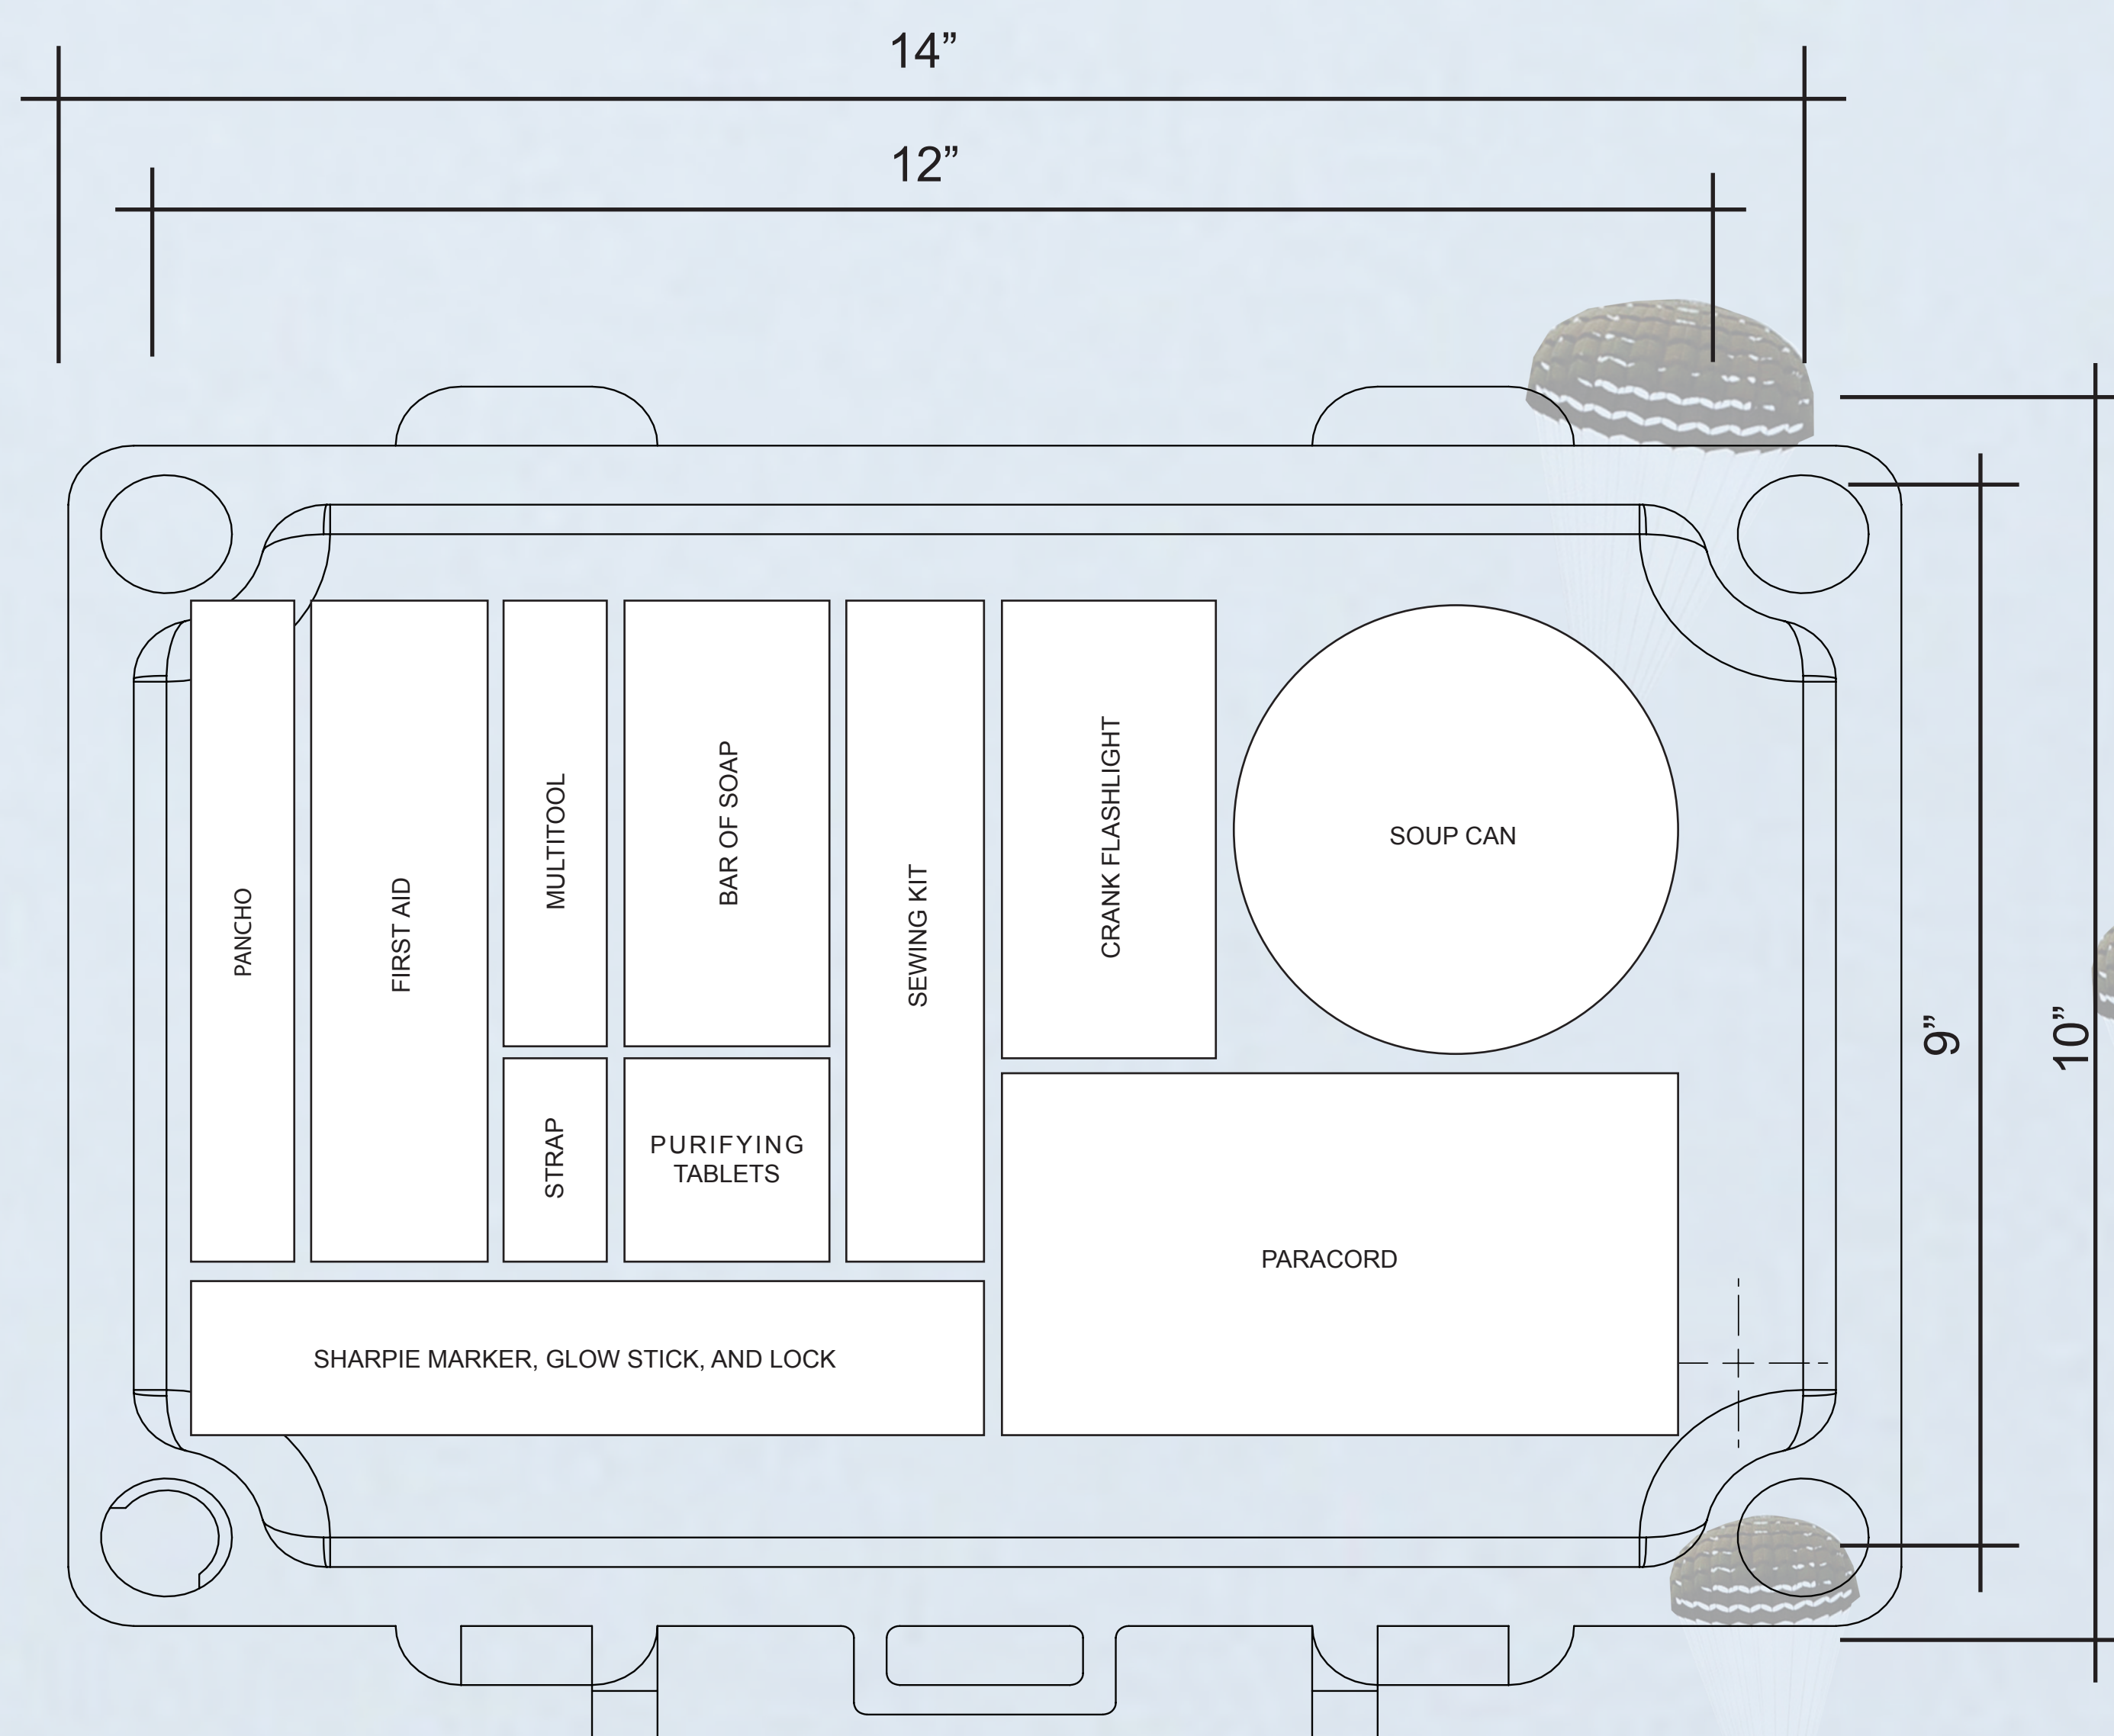 14”
12”
PANCHO
FIRST AID
MULTITOOL
BAR OF SOAP
SEWING KIT
CRANK FLASHLIGHT
SOUP CAN
STRAP
PURIFYING
TABLETS
PARACORD
SHARPIE MARKER, GLOW STICK, AND LOCK
9”
10”